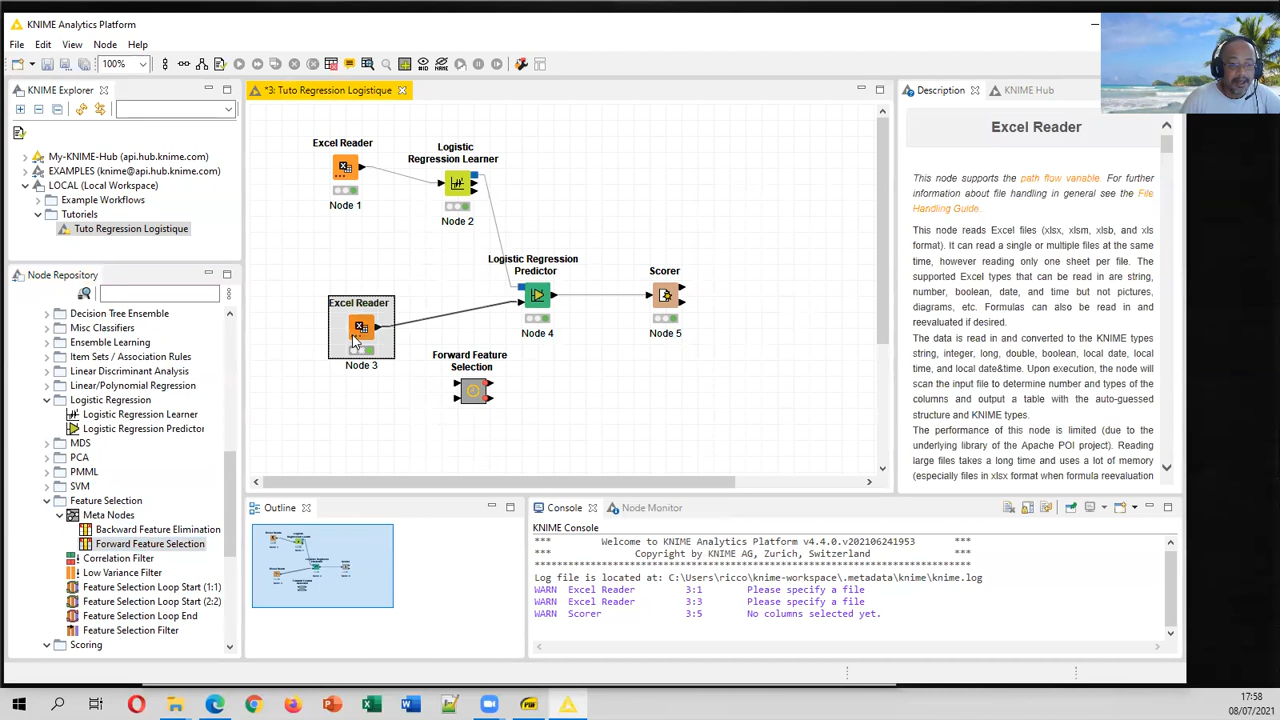 KNIME Analytics Platform
File Edit View Node Help
100%
KNIME Explorer
My-KNIME-Hub (api.hub.knime.com)
EXAMPLES (knime@api.hub.knime.com)
LOCAL (Local Workspace)
Example Workflows
Tutoriels
Tuto Regression Logistique
Node Repository
Decision Tree Ensemble
Misc Classifiers
Ensemble Learning
Item Sets / Association Rules
Linear Discriminant Analysis
Linear/Polynomial Regression
Logistic Regression
Logistic Regression Learner
Logistic Regression Predictor
MDS
PCA
PMML
SVM
Feature Selection
Meta Nodes
Backward Feature Elimination
Forward Feature Selection
Correlation Filter
Low Variance Filter
Feature Selection Loop Start (1:1)
Feature Selection Loop Start (2:2)
Feature Selection Loop End
Feature Selection Filter
Scoring
*3: Tuto Regression Logistique
Excel Reader
Node 1
Logistic
Regression Learner
Node 2
Logistic Regression
Predictor
Node 4
Scorer
Node 5
Excel Reader
Node 3
Forward Feature
Selection
Outline
Description KNIME Hub
Excel Reader
This node supports the path flow variable. For further
information about file handling in general see the File
Handling Guide.
This node reads Excel files (xlsx, xlsm, xlsb, and xls
format). It can read a single or multiple files at the same
time, however reading only one sheet per file. The
supported Excel types that can be read in are string,
number, boolean, date, and time but not pictures,
diagrams, etc. Formulas can also be read in and
reevaluated if desired.
The data is read in and converted to the KNIME types
string, integer, long, double, boolean, local date, local
time, and local date&time. Upon execution, the node will
scan the input file to determine number and types of the
columns and output a table with the auto-guessed
structure and KNIME types.
The performance of this node is limited (due to the
underlying library of the Apache POI project). Reading
large files takes a long time and uses a lot of memory
(especially files in xlsx format when formula reevaluation
Console Node Monitor
KNIME Console
*** Welcome to KNIME Analytics Platform v4.4.0.v202106241953 ***
*** Copyright by KNIME AG, Zurich, Switzerland ***
Log file is located at: C:\Users\ricco\knime-workspace\.metadata\knime\knime.log
WARN Excel Reader 3:1 Please specify a file
WARN Excel Reader 3:3 Please specify a file
WARN Scorer 3:5 No columns selected yet.
17:58
08/07/2021